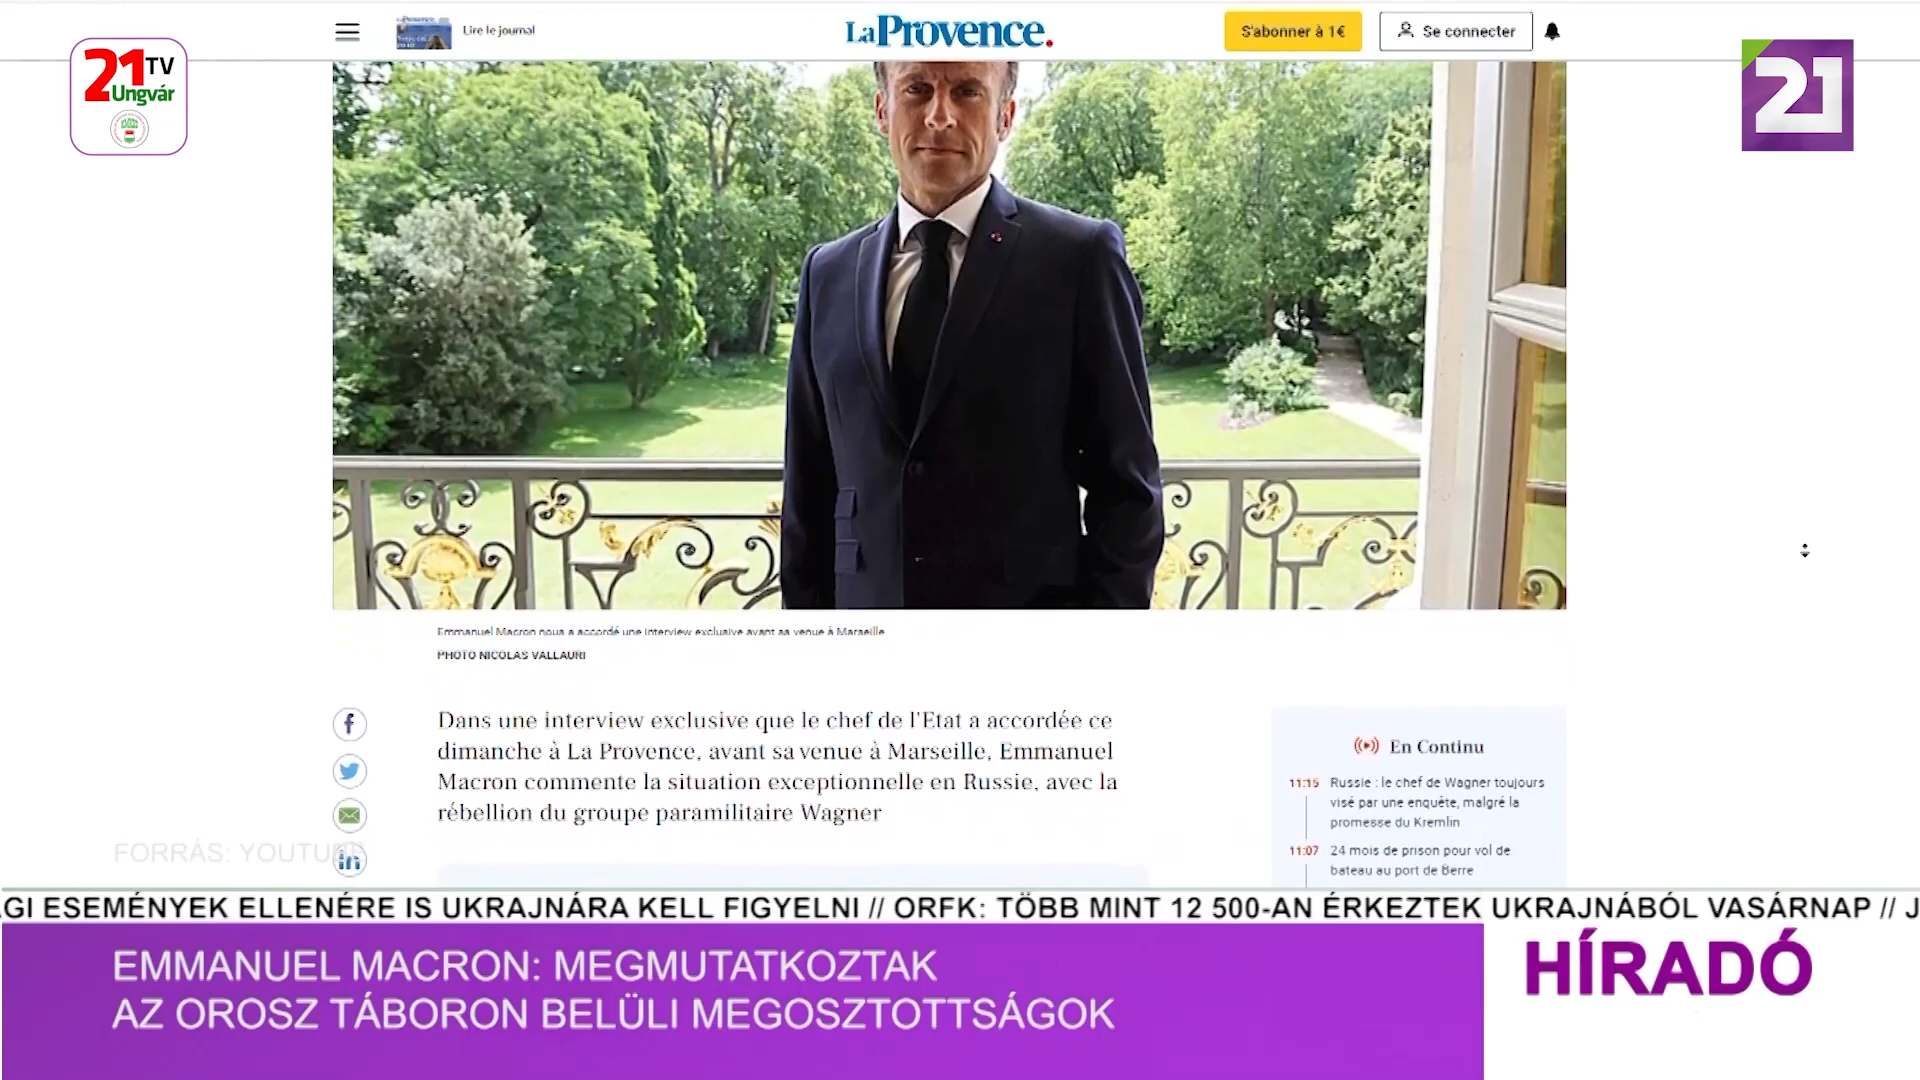 Lire le journal
La Provence.
S'abonner à 1€
Se connecter
21 TV
Ungvár
21
Emmanuel Macron nous a accordé une interview exclusive avant sa venue à Marseille
PHOTO NICOLAS VALLAURI
Dans une interview exclusive que le chef de l'Etat a accordée ce
dimanche à La Provence, avant sa venue à Marseille, Emmanuel
Macron commente la situation exceptionnelle en Russie, avec la
rébellion du groupe paramilitaire Wagner
En Continu
11:15 Russie : le chef de Wagner toujours
visé par une enquête, malgré la
promesse du Kremlin
11:07 24 mois de prison pour vol de
bateau au port de Berre
FORRÁS: YOUTUBE
in
GI ESEMÉNYEK ELLENÉRE IS UKRAJNÁRA KELL FIGYELNI // ORFK: TÖBB MINT 12 500-AN ÉRKEZTEK UKRAJNÁBÓL VASÁRNAP // J
EMMANUEL MACRON: MEGMUTATKOZTAK
AZ OROSZ TÁBORON BELÜLI MEGOSZTOTTSÁGOK
HÍRADÓ